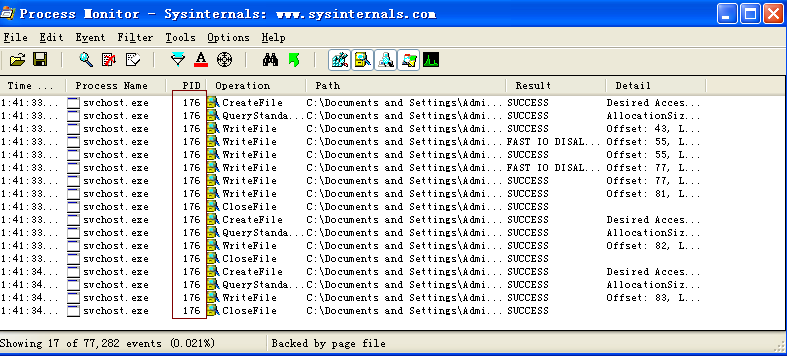 Process Monitor - Sysinternals: www.sysinternals.com
File Edit Event Filter Tools Options Help
Time ... Process Name PID Operation Path Result Detail
1:41:33... svchost.exe 176 CreateFile C:\Documents and Settings\Admi... SUCCESS Desired Acces...
1:41:33... svchost.exe 176 QueryStanda... C:\Documents and Settings\Admi... SUCCESS AllocationSiz...
1:41:33... svchost.exe 176 WriteFile C:\Documents and Settings\Admi... SUCCESS Offset: 43, L...
1:41:33... svchost.exe 176 WriteFile C:\Documents and Settings\Admi... FAST IO DISAL... Offset: 55, L...
1:41:33... svchost.exe 176 WriteFile C:\Documents and Settings\Admi... SUCCESS Offset: 55, L...
1:41:33... svchost.exe 176 WriteFile C:\Documents and Settings\Admi... FAST IO DISAL... Offset: 77, L...
1:41:33... svchost.exe 176 WriteFile C:\Documents and Settings\Admi... SUCCESS Offset: 77, L...
1:41:33... svchost.exe 176 WriteFile C:\Documents and Settings\Admi... SUCCESS Offset: 81, L...
1:41:33... svchost.exe 176 CloseFile C:\Documents and Settings\Admi... SUCCESS
1:41:33... svchost.exe 176 CreateFile C:\Documents and Settings\Admi... SUCCESS Desired Acces...
1:41:33... svchost.exe 176 QueryStanda... C:\Documents and Settings\Admi... SUCCESS AllocationSiz...
1:41:33... svchost.exe 176 WriteFile C:\Documents and Settings\Admi... SUCCESS Offset: 82, L...
1:41:33... svchost.exe 176 CloseFile C:\Documents and Settings\Admi... SUCCESS
1:41:34... svchost.exe 176 CreateFile C:\Documents and Settings\Admi... SUCCESS Desired Acces...
1:41:34... svchost.exe 176 QueryStanda... C:\Documents and Settings\Admi... SUCCESS AllocationSiz...
1:41:34... svchost.exe 176 WriteFile C:\Documents and Settings\Admi... SUCCESS Offset: 83, L...
1:41:34... svchost.exe 176 CloseFile C:\Documents and Settings\Admi... SUCCESS
Showing 17 of 77,282 events (0.021%) Backed by page file